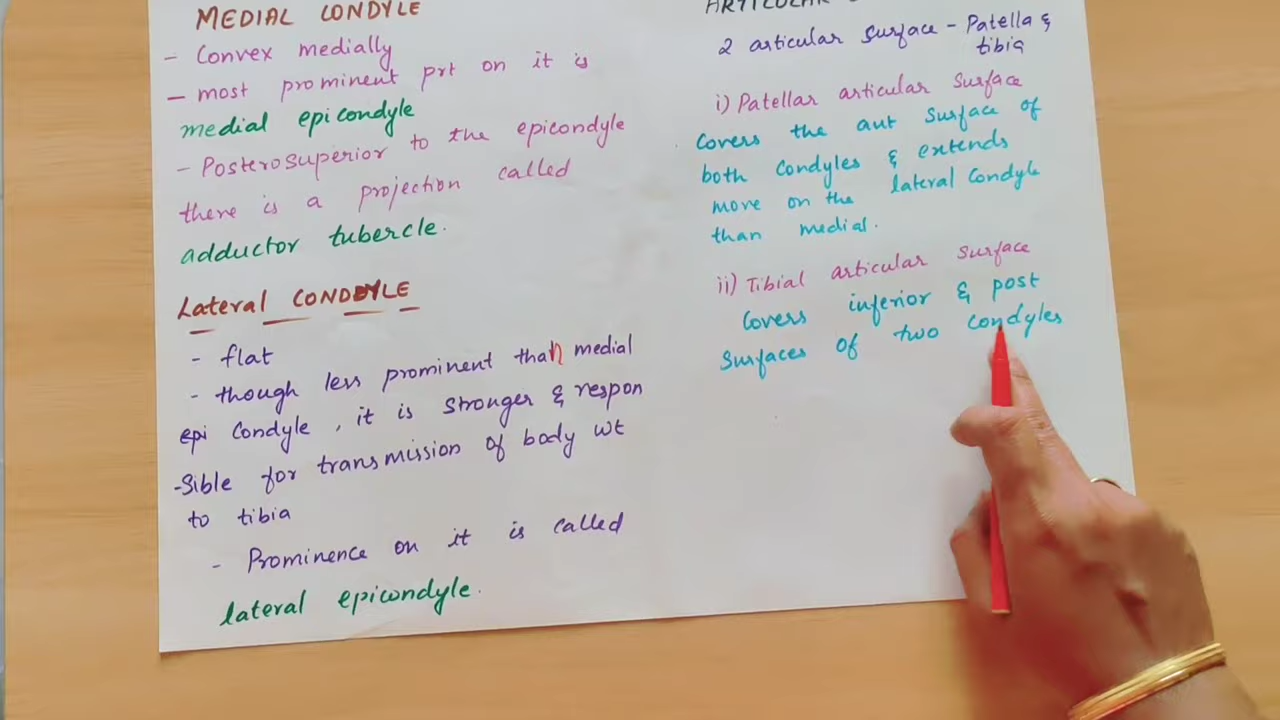 MEDIAL CONDYLE
- Convex medially
- most prominent prt on it is
medial epicondyle
- Posterosuperior to the epicondyle
there is a projection called
adductor tubercle.
Lateral CONDYLE
- flat
- though less prominent than medial
epi condyle, it is stronger & respon
-sible for transmission of body wt
to tibia
- Prominence on it is called
lateral epicondyle.
ARTICULAR
2 articular surface - Patella &
tibia
i) Patellar articular surface
Covers the ant surface of
both condyles & extends
move on the lateral condyle
than medial.
ii) Tibial articular surface
Covers inferior & post
surfaces of two condyles